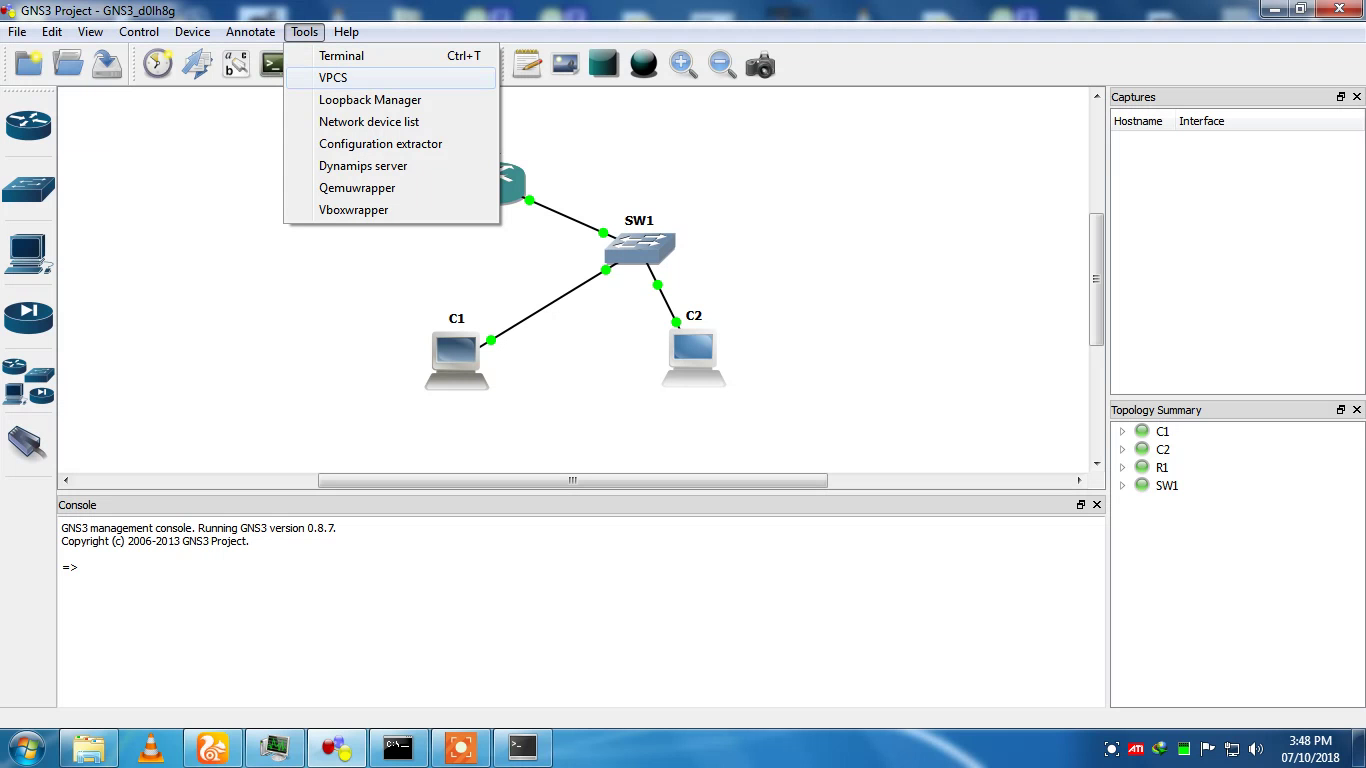 GNS3 Project - GNS3_d0lh8g
File Edit View Control Device Annotate Tools Help
Terminal Ctrl+T
VPCS
Loopback Manager
Network device list
Configuration extractor
Dynamips server
Qemuwrapper
Vboxwrapper
SW1
C1
C2
Captures
Hostname Interface
Topology Summary
C1
C2
R1
SW1
Console
GNS3 management console. Running GNS3 version 0.8.7.
Copyright (c) 2006-2013 GNS3 Project.
=>
C:\_
ATI
3:48 PM
07/10/2018